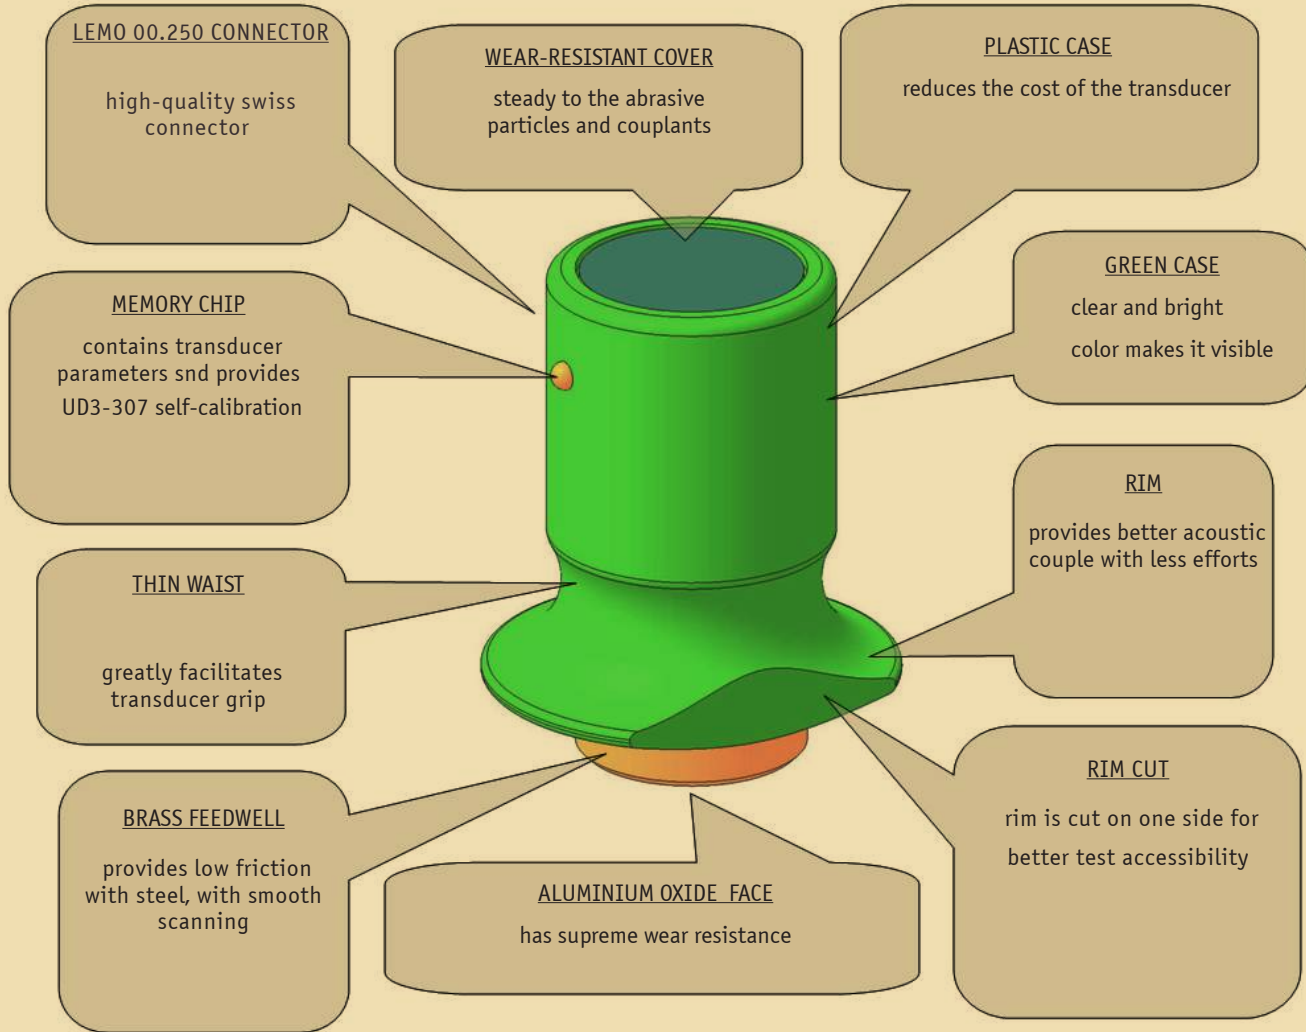 LEMO 00.250 CONNECTOR
high-quality swiss
connector
WEAR-RESISTANT COVER
steady to the abrasive
particles and couplants
PLASTIC CASE
reduces the cost of the transducer
MEMORY CHIP
contains transducer
parameters snd provides
UD3-307 self-calibration
GREEN CASE
clear and bright
color makes it visible
THIN WAIST
greatly facilitates
transducer grip
RIM
provides better acoustic
couple with less efforts
BRASS FEEDWELL
provides low friction
with steel, with smooth
scanning
ALUMINIUM OXIDE FACE
has supreme wear resistance
RIM CUT
rim is cut on one side for
better test accessibility